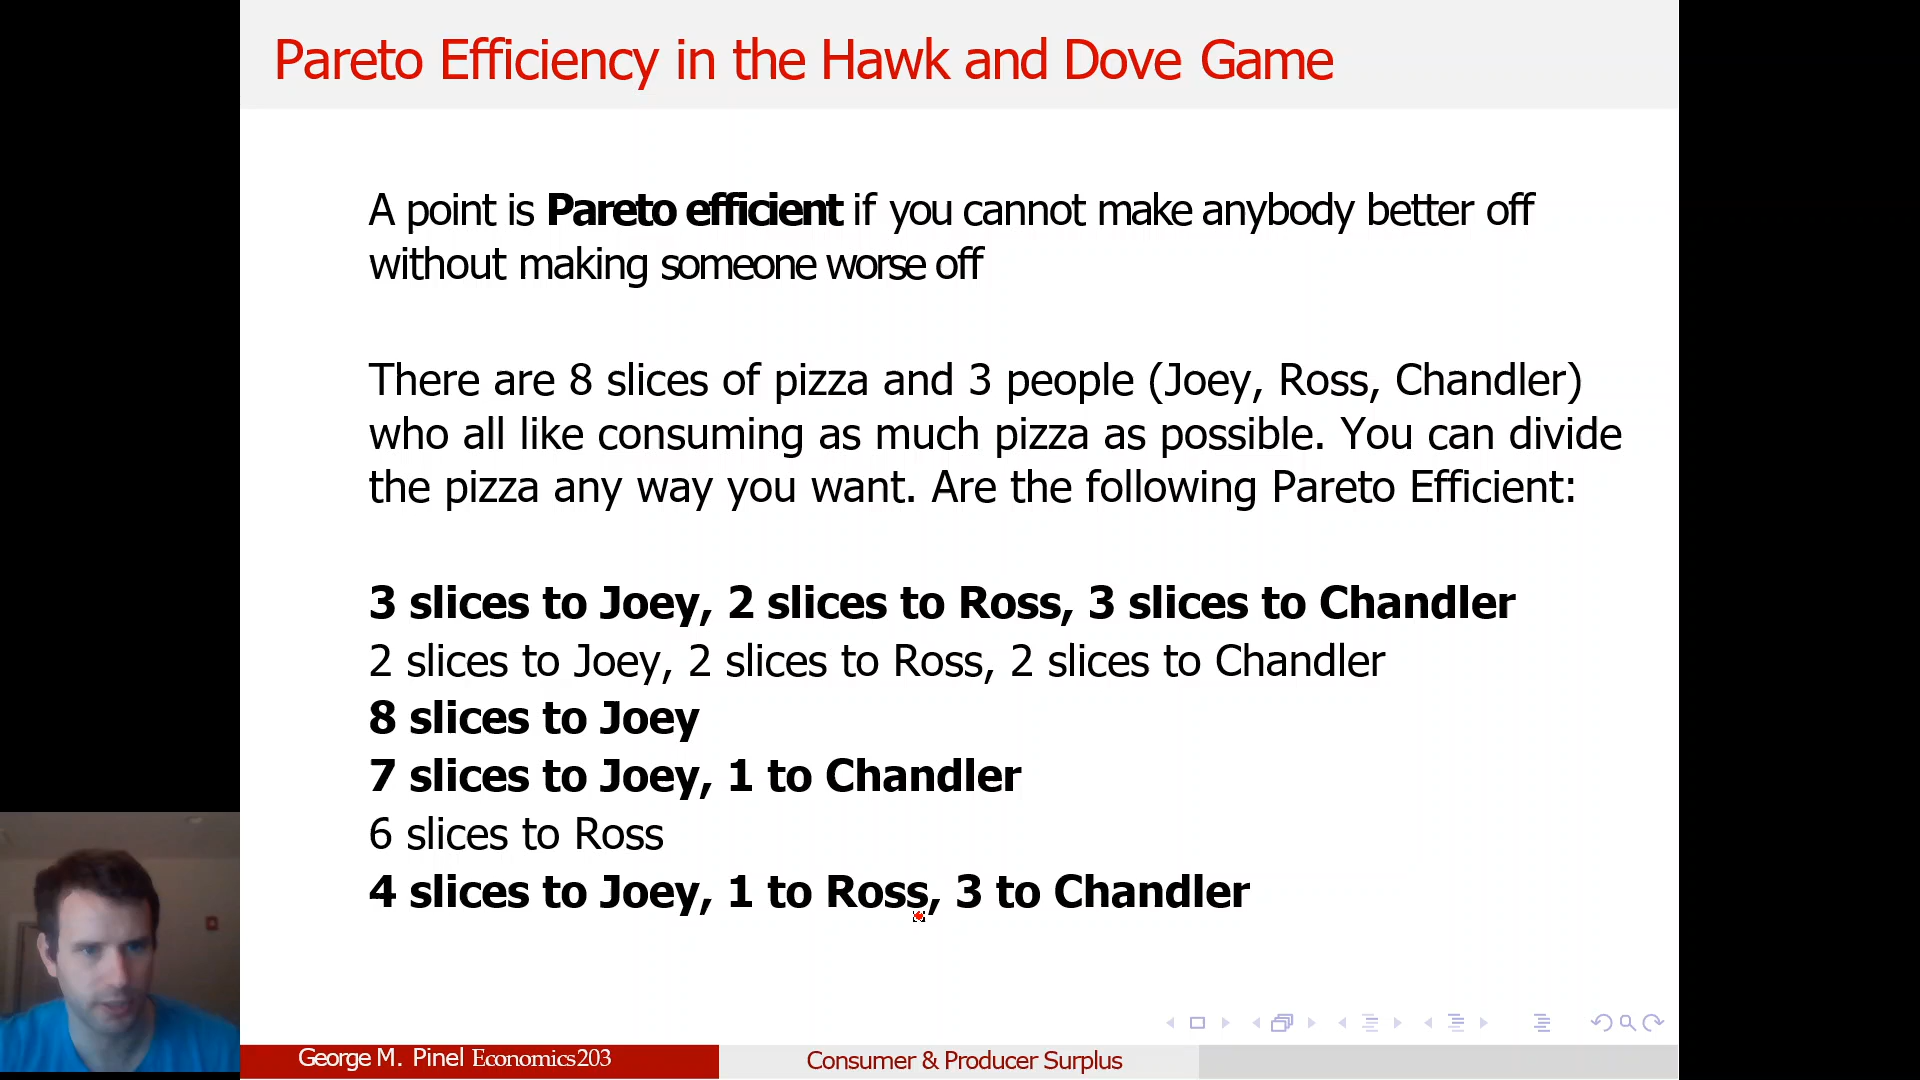 Pareto Efficiency in the Hawk and Dove Game
A point is Pareto efficient if you cannot make anybody better off
without making someone worse off
There are 8 slices of pizza and 3 people (Joey, Ross, Chandler)
who all like consuming as much pizza as possible. You can divide
the pizza any way you want. Are the following Pareto Efficient:
3 slices to Joey, 2 slices to Ross, 3 slices to Chandler
2 slices to Joey, 2 slices to Ross, 2 slices to Chandler
8 slices to Joey
7 slices to Joey, 1 to Chandler
6 slices to Ross
4 slices to Joey, 1 to Ross, 3 to Chandler
George M. Pinel Economics203
Consumer & Producer Surplus